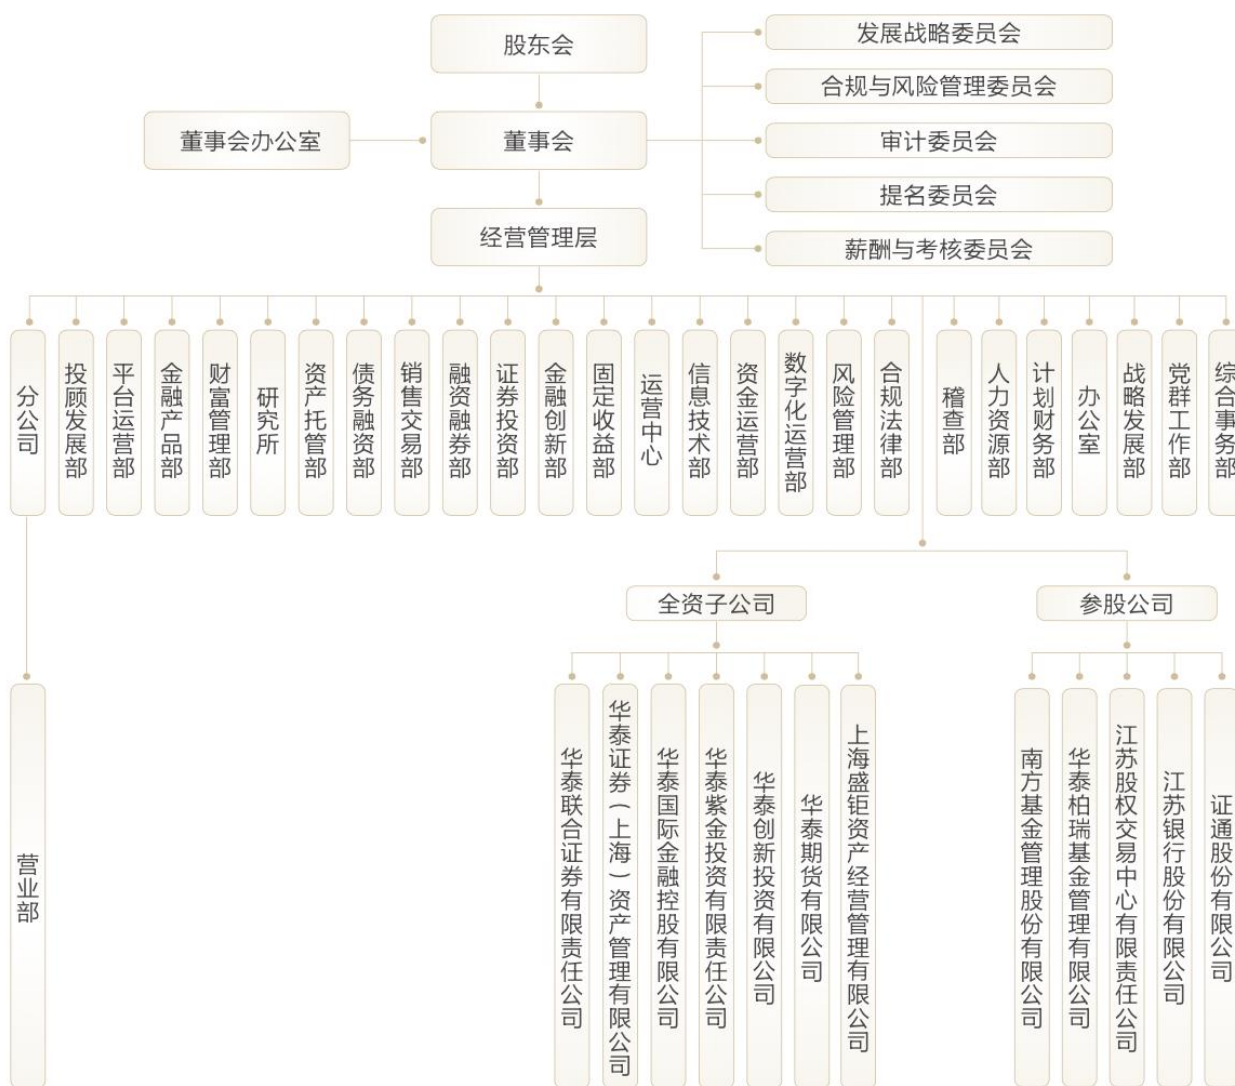 股东会
发展战略委员会
合规与风险管理委员会
董事会办公室
董事会
审计委员会
提名委员会
经营管理层
薪酬与考核委员会
分公司
投顾发展部
平台运营部
金融产品部
财富管理部
研究所
资产托管部
债务融资部
销售交易部
融资融券部
证券投资部
金融创新部
固定收益部
运营中心
信息技术部
资金运营部
数字化运营部
风险管理部
合规法律部
稽查部
人力资源部
计划财务部
办公室
战略发展部
党群工作部
综合事务部
全资子公司
参股公司
营业部
华泰联合证券有限责任公司
华泰证券（上海）资产管理有限公司
华泰国际金融控股有限公司
华泰紫金投资有限责任公司
华泰创新投资有限公司
华泰期货有限公司
上海盛钜资产经营管理有限公司
南方基金管理股份有限公司
华泰柏瑞基金管理有限公司
江苏股权交易中心有限责任公司
江苏银行股份有限公司
证通股份有限公司